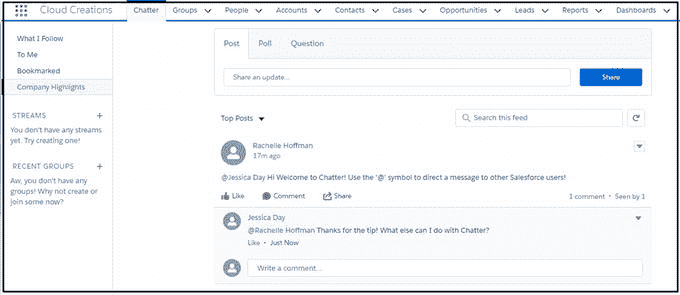 Cloud Creations Chatter Groups People Accounts Contacts Cases Opportunities Leads Reports Dashboards
What I Follow
To Me
Bookmarked
Company Highlights
STREAMS +
You don't have any streams
yet. Try creating one!
RECENT GROUPS +
Aw, you don't have any
groups! Why not create or
join some now?
Post Poll Question
Share an update...
Share
Top Posts
Search this feed
Rachelle Hoffman
17m ago
@Jessica Day Hi Welcome to Chatter! Use the '@' symbol to direct a message to other Salesforce users!
Like Comment Share 1 comment • Seen by 1
Jessica Day
@Rachelle Hoffman Thanks for the tip! What else can I do with Chatter?
Like • Just Now
Write a comment...